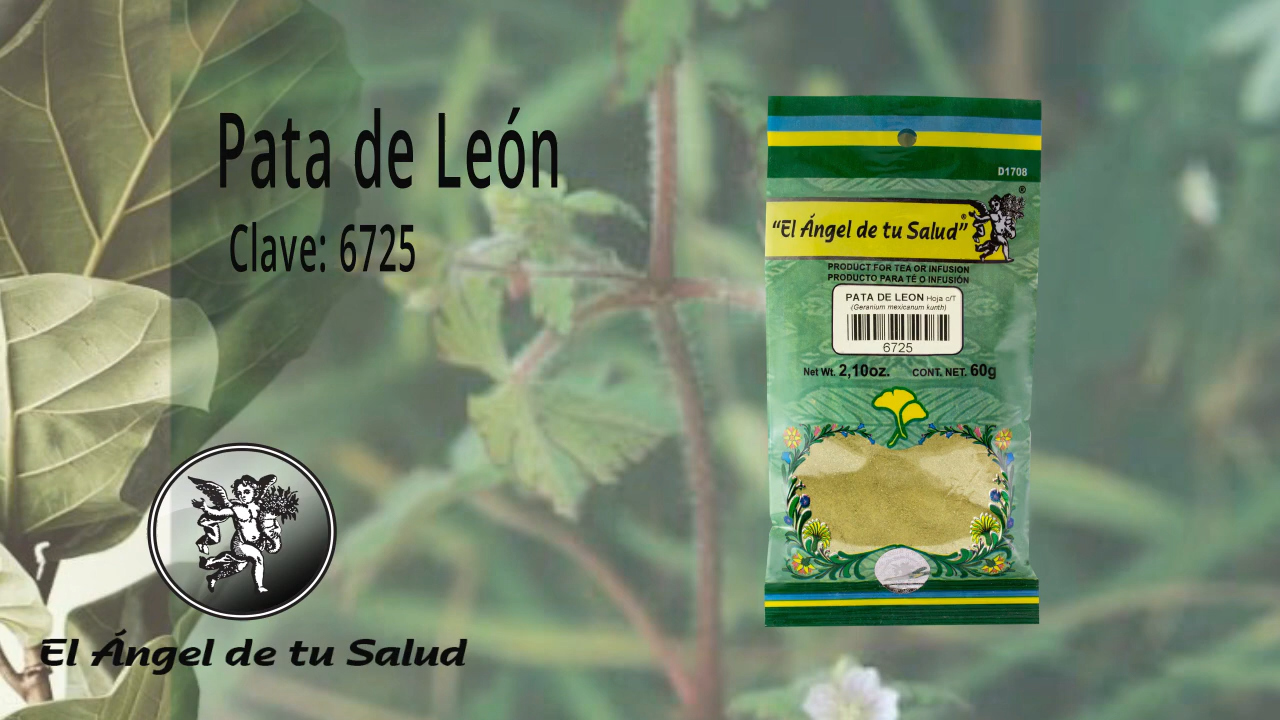 Pata de León
Clave: 6725
El Ángel de tu Salud
D1708
®
"El Ángel de tu Salud"®
PRODUCT FOR TEA OR INFUSION
PRODUCTO PARA TÉ O INFUSIÓN
PATA DE LEON Hoja c/T
(Geranium mexicanum kunth)
6725
Net Wt. 2,10oz. CONT. NET. 60g